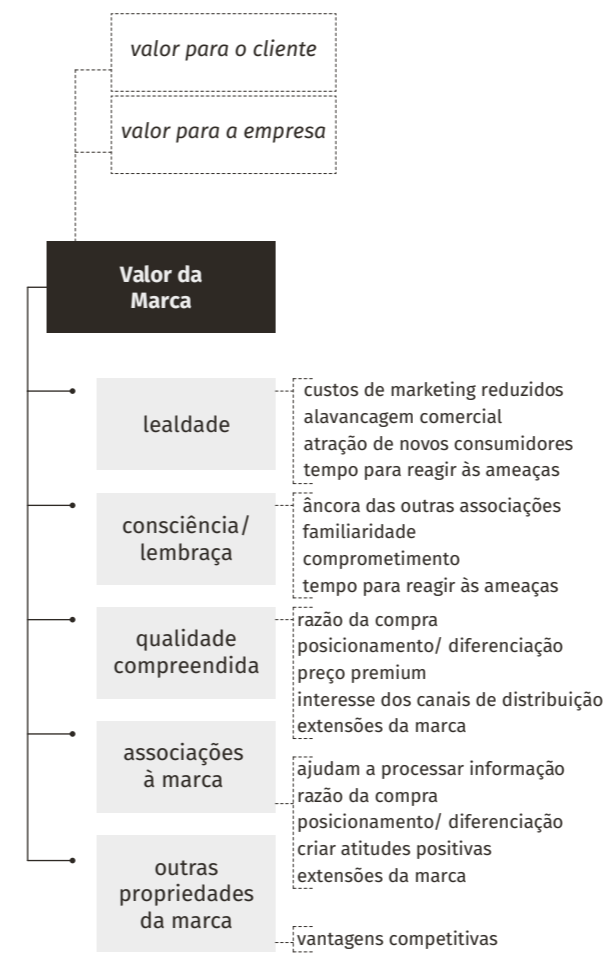 valor para o cliente
valor para a empresa
Valor da
Marca
lealdade
custos de marketing reduzidos
alavancagem comercial
atração de novos consumidores
tempo para reagir às ameaças
consciência/
lembraça
âncora das outras associações
familiaridade
comprometimento
tempo para reagir às ameaças
qualidade
compreendida
razão da compra
posicionamento/ diferenciação
preço premium
interesse dos canais de distribuição
extensões da marca
associações
à marca
ajudam a processar informação
razão da compra
posicionamento/ diferenciação
criar atitudes positivas
extensões da marca
outras
propriedades
da marca
vantagens competitivas